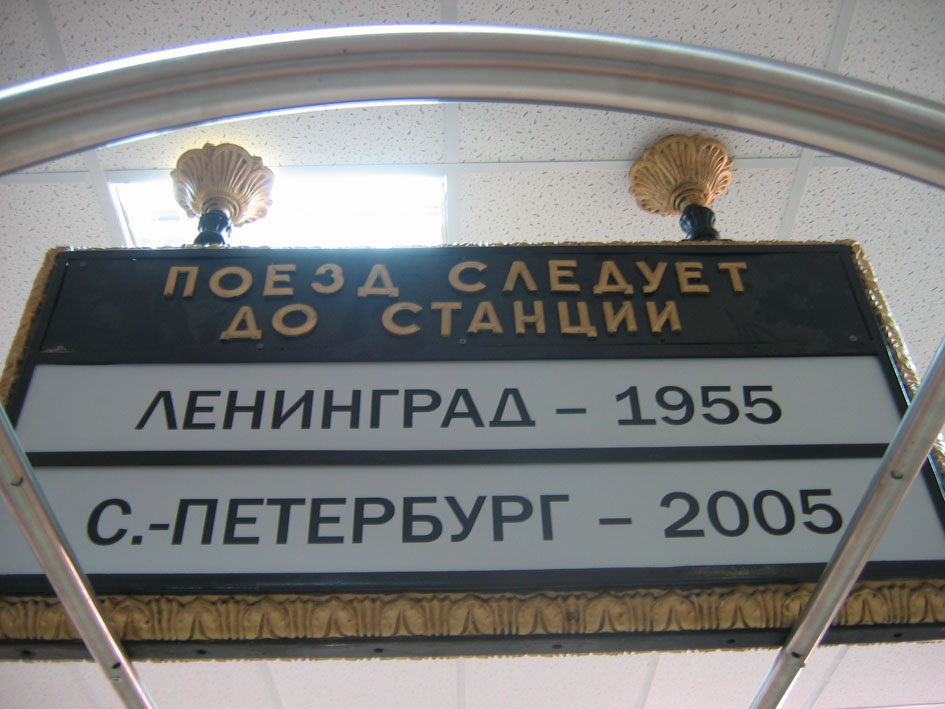 ПОЕЗД СЛЕДУЕТ
ДО СТАНЦИИ
ЛЕНИНГРАД – 1955
С.-ПЕТЕРБУРГ – 2005